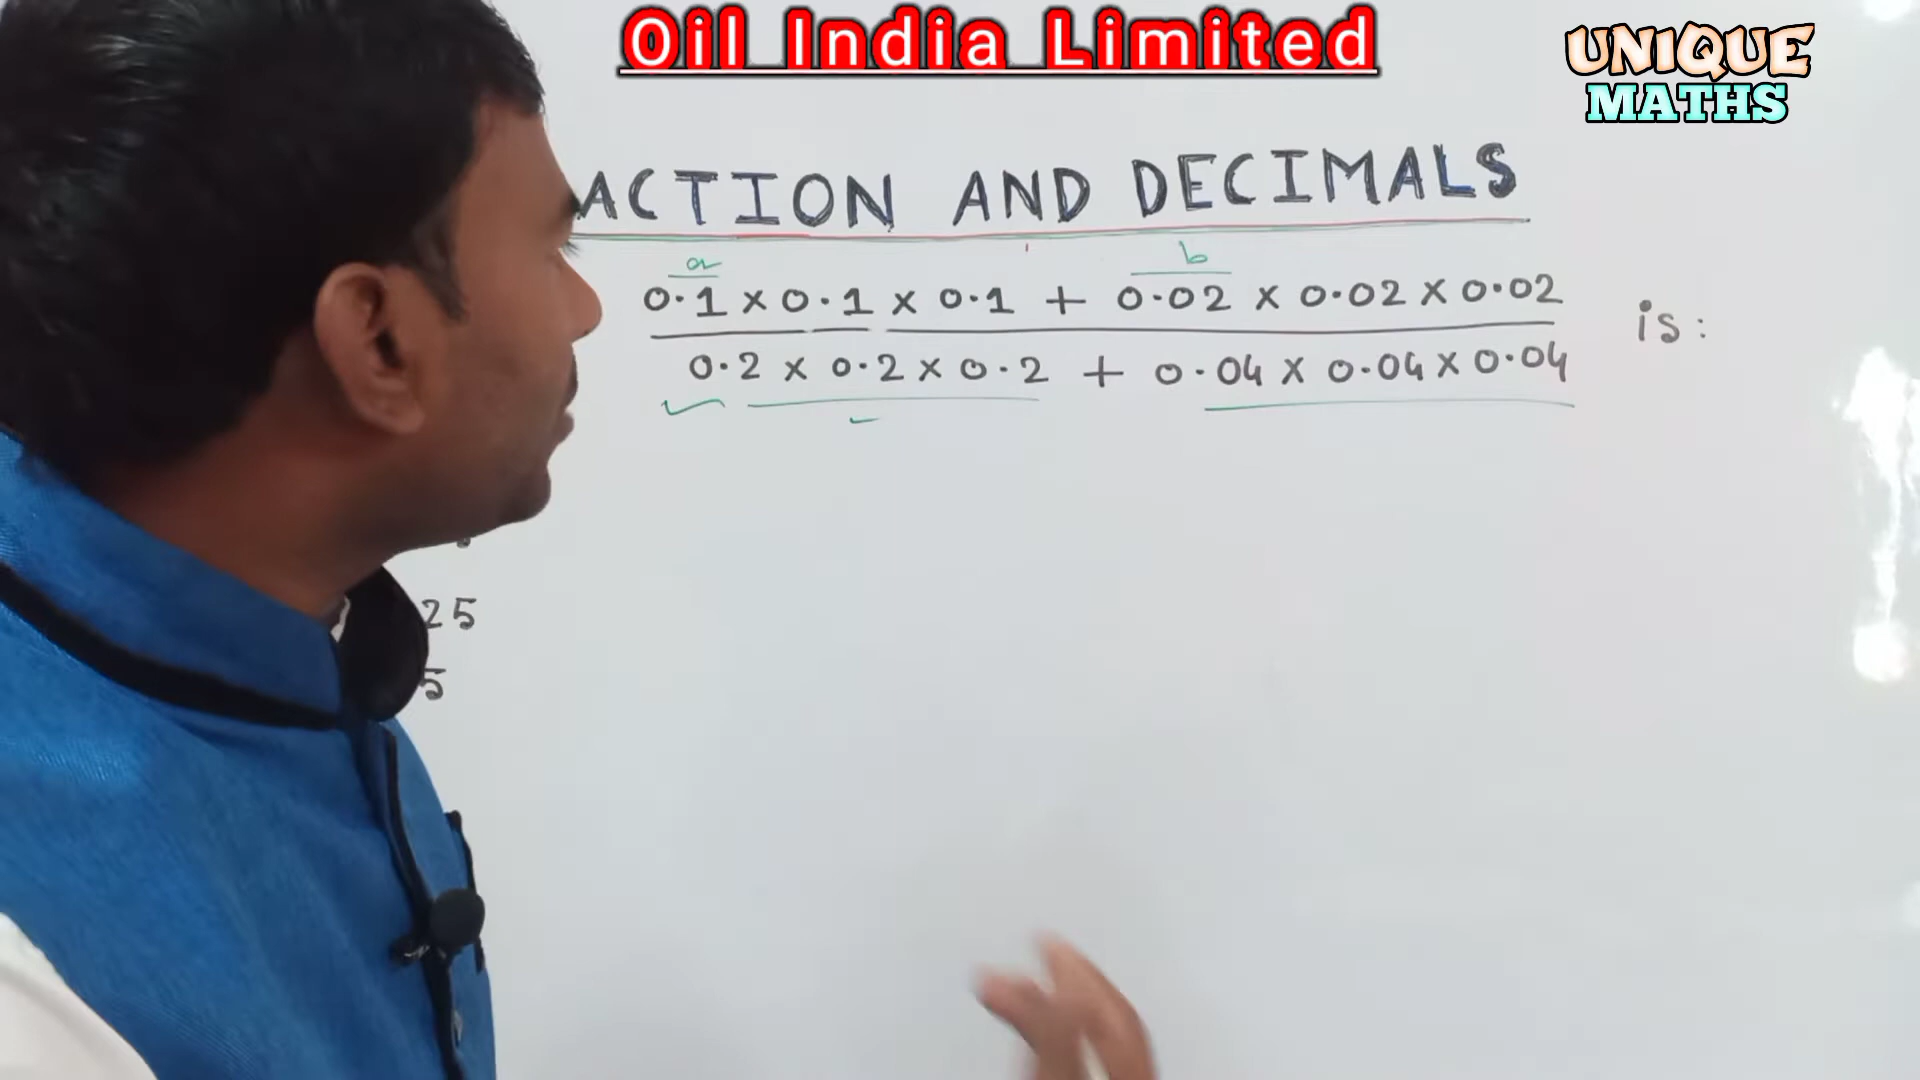 Oil India Limited
UNIQUE
MATHS
ACTION AND DECIMALS
a b
0.1 x 0.1 x 0.1 + 0.02 x 0.02 x 0.02
is:
0.2 x 0.2 x 0.2 + 0.04 x 0.04 x 0.04
25
5